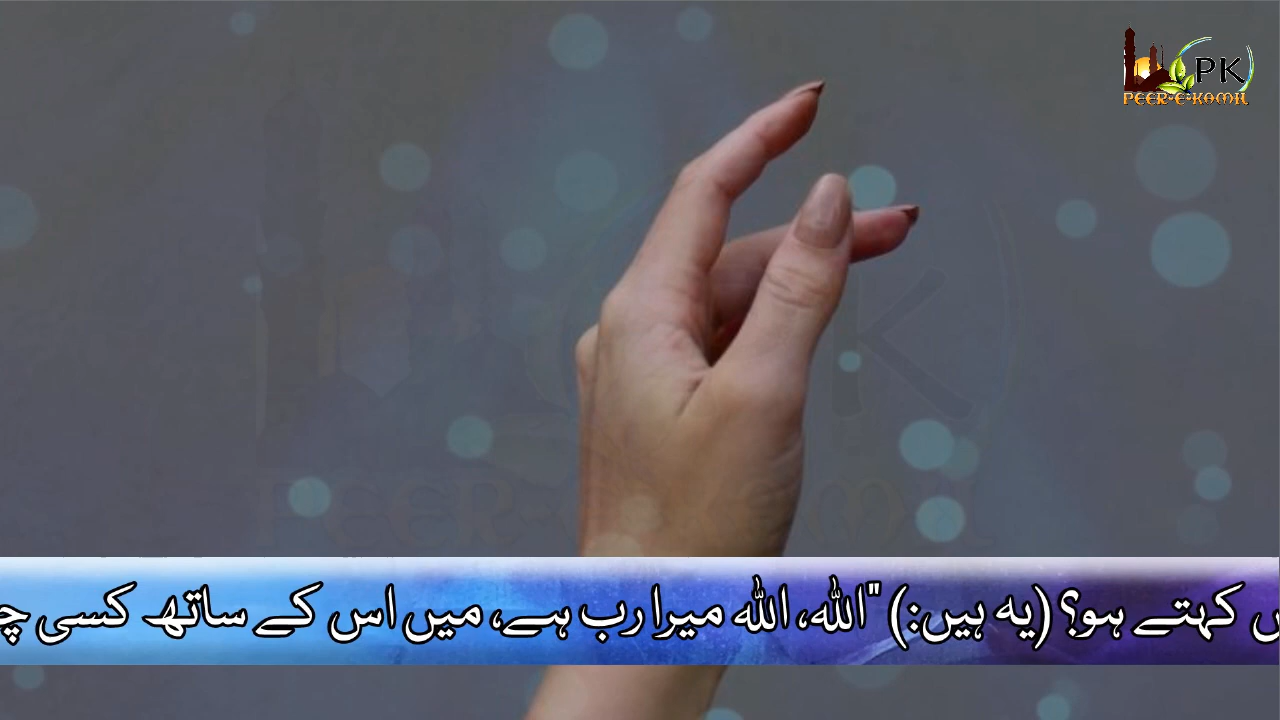 PK
PEER-E-KAMIL
کہتے ہو؟ (یہ ہیں:) "اللہ، اللہ میرا رب ہے، میں اس کے ساتھ کسی